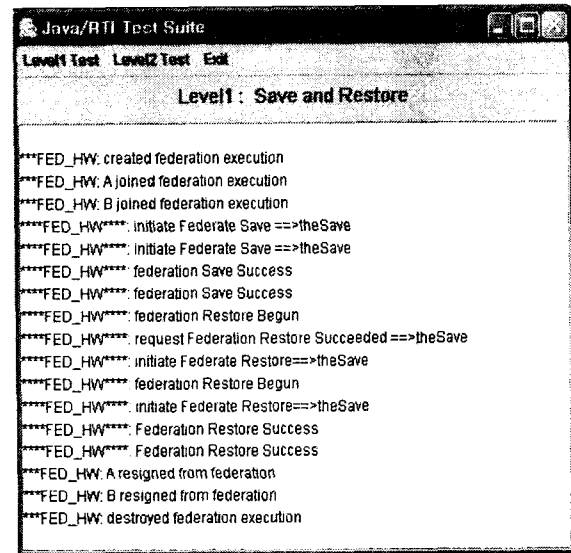 Java/RTI Test Suite
Level1 Test Level2 Test Exit
Level1 : Save and Restore
***FED_HW: created federation execution
***FED_HW: A joined federation execution
***FED_HW: B joined federation execution
****FED_HW****: initiate Federate Save ==>theSave
****FED_HW****: initiate Federate Save ==>theSave
****FED_HW****: federation Save Success
****FED_HW****: federation Save Success
****FED_HW****: federation Restore Begun
****FED_HW****: request Federation Restore Succeeded ==>theSave
****FED_HW****: initiate Federate Restore==>theSave
****FED_HW****: federation Restore Begun
****FED_HW****: initiate Federate Restore==>theSave
****FED_HW****: Federation Restore Success
****FED_HW****: Federation Restore Success
***FED_HW: A resigned from federation
***FED_HW: B resigned from federation
***FED_HW: destroyed federation execution